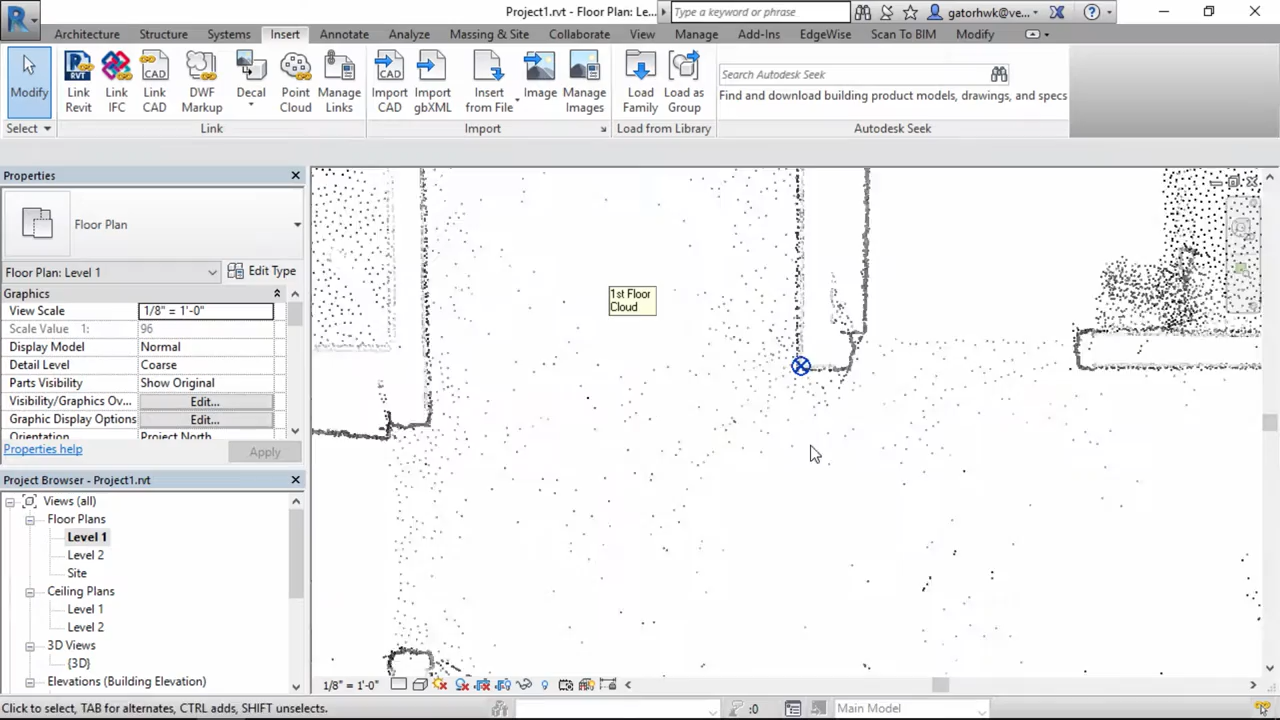 Project1.rvt - Floor Plan: Le...
Type a keyword or phrase
gatorhwk@ve...
Architecture Structure Systems Insert Annotate Analyze Massing & Site Collaborate View Manage Add-Ins EdgeWise Scan To BIM Modify
Modify
Link Revit
Link IFC
Link CAD
DWF Markup
Decal
Point Cloud
Manage Links
Import CAD
Import gbXML
Insert from File
Image
Manage Images
Load Family
Load as Group
Search Autodesk Seek
Find and download building product models, drawings, and specs
Select
Link
Import
Load from Library
Autodesk Seek
Properties
Floor Plan
Floor Plan: Level 1
Edit Type
Graphics
View Scale 1/8" = 1'-0"
Scale Value 1: 96
Display Model Normal
Detail Level Coarse
Parts Visibility Show Original
Visibility/Graphics Ov... Edit...
Graphic Display Options Edit...
Orientation Project North
Properties help
Apply
1st Floor
Cloud
Project Browser - Project1.rvt
Views (all)
Floor Plans
Level 1
Level 2
Site
Ceiling Plans
Level 1
Level 2
3D Views
{3D}
Elevations (Building Elevation)
1/8" = 1'-0"
Click to select, TAB for alternates, CTRL adds, SHIFT unselects.
:0
Main Model